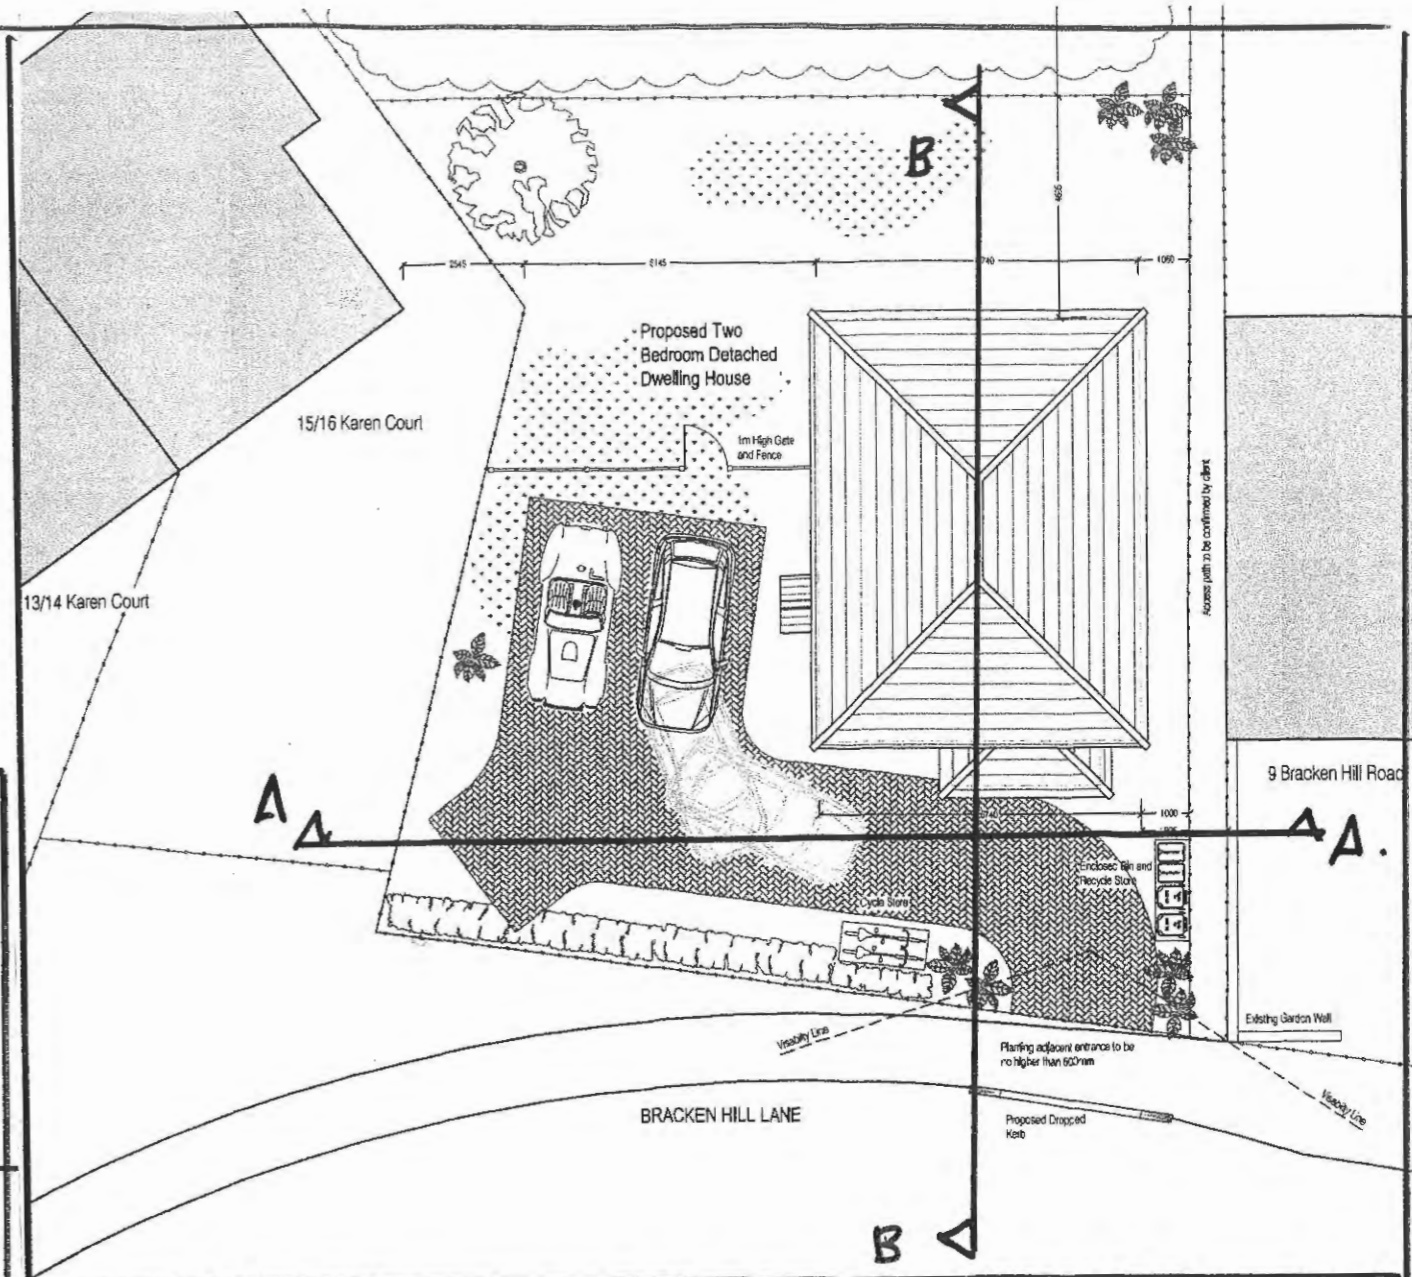 B
2545
6145
1060
4695
Proposed Two
Bedroom Detached
Dwelling House
15/16 Karen Court
1m High Gate
and Fence
Access path to be confirmed by client
13/14 Karen Court
9 Bracken Hill Road
A
A.
1000
Enclosed Bin and
Recycle Store
Cycle Store
Existing Garden Wall
Visability Line
Planting adjacent entrance to be
no higher than 600mm
Visability Line
BRACKEN HILL LANE
Proposed Dropped
Kerb
B